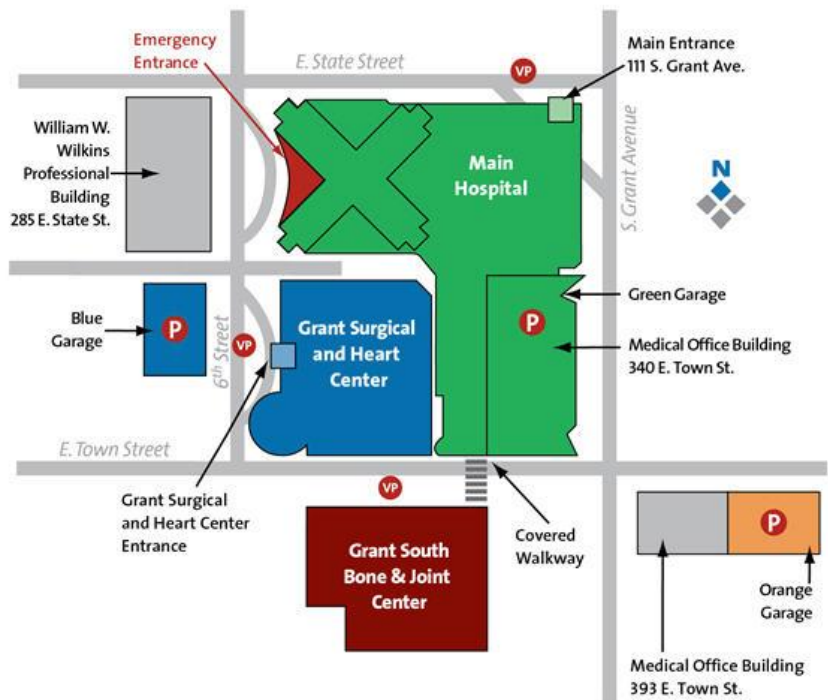 Emergency
Entrance
E. State Street
VP
Main Entrance
111 S. Grant Ave.
William W.
Wilkins
Professional
Building
285 E. State St.
Main
Hospital
S. Grant Avenue
N
Blue
Garage
P
6th Street
VP
Grant Surgical
and Heart
Center
P
Green Garage
Medical Office Building
340 E. Town St.
E. Town Street
Grant Surgical
and Heart Center
Entrance
VP
Covered
Walkway
Grant South
Bone & Joint
Center
P
Orange
Garage
Medical Office Building
393 E. Town St.